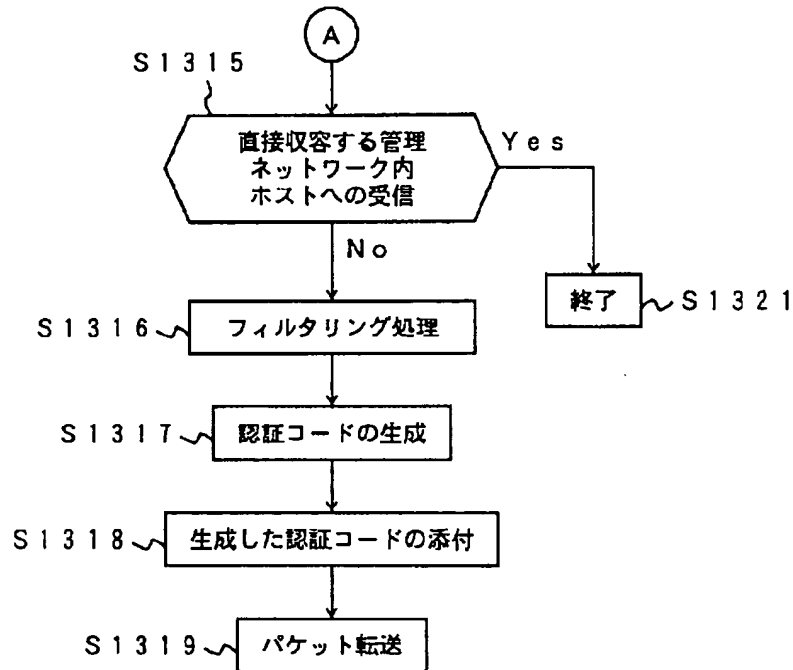 A
S1315
直接収容する管理
ネットワーク内
ホストへの受信
Yes
No
終了
S1321
S1316
フィルタリング処理
S1317
認証コードの生成
S1318
生成した認証コードの添付
S1319
パケット転送